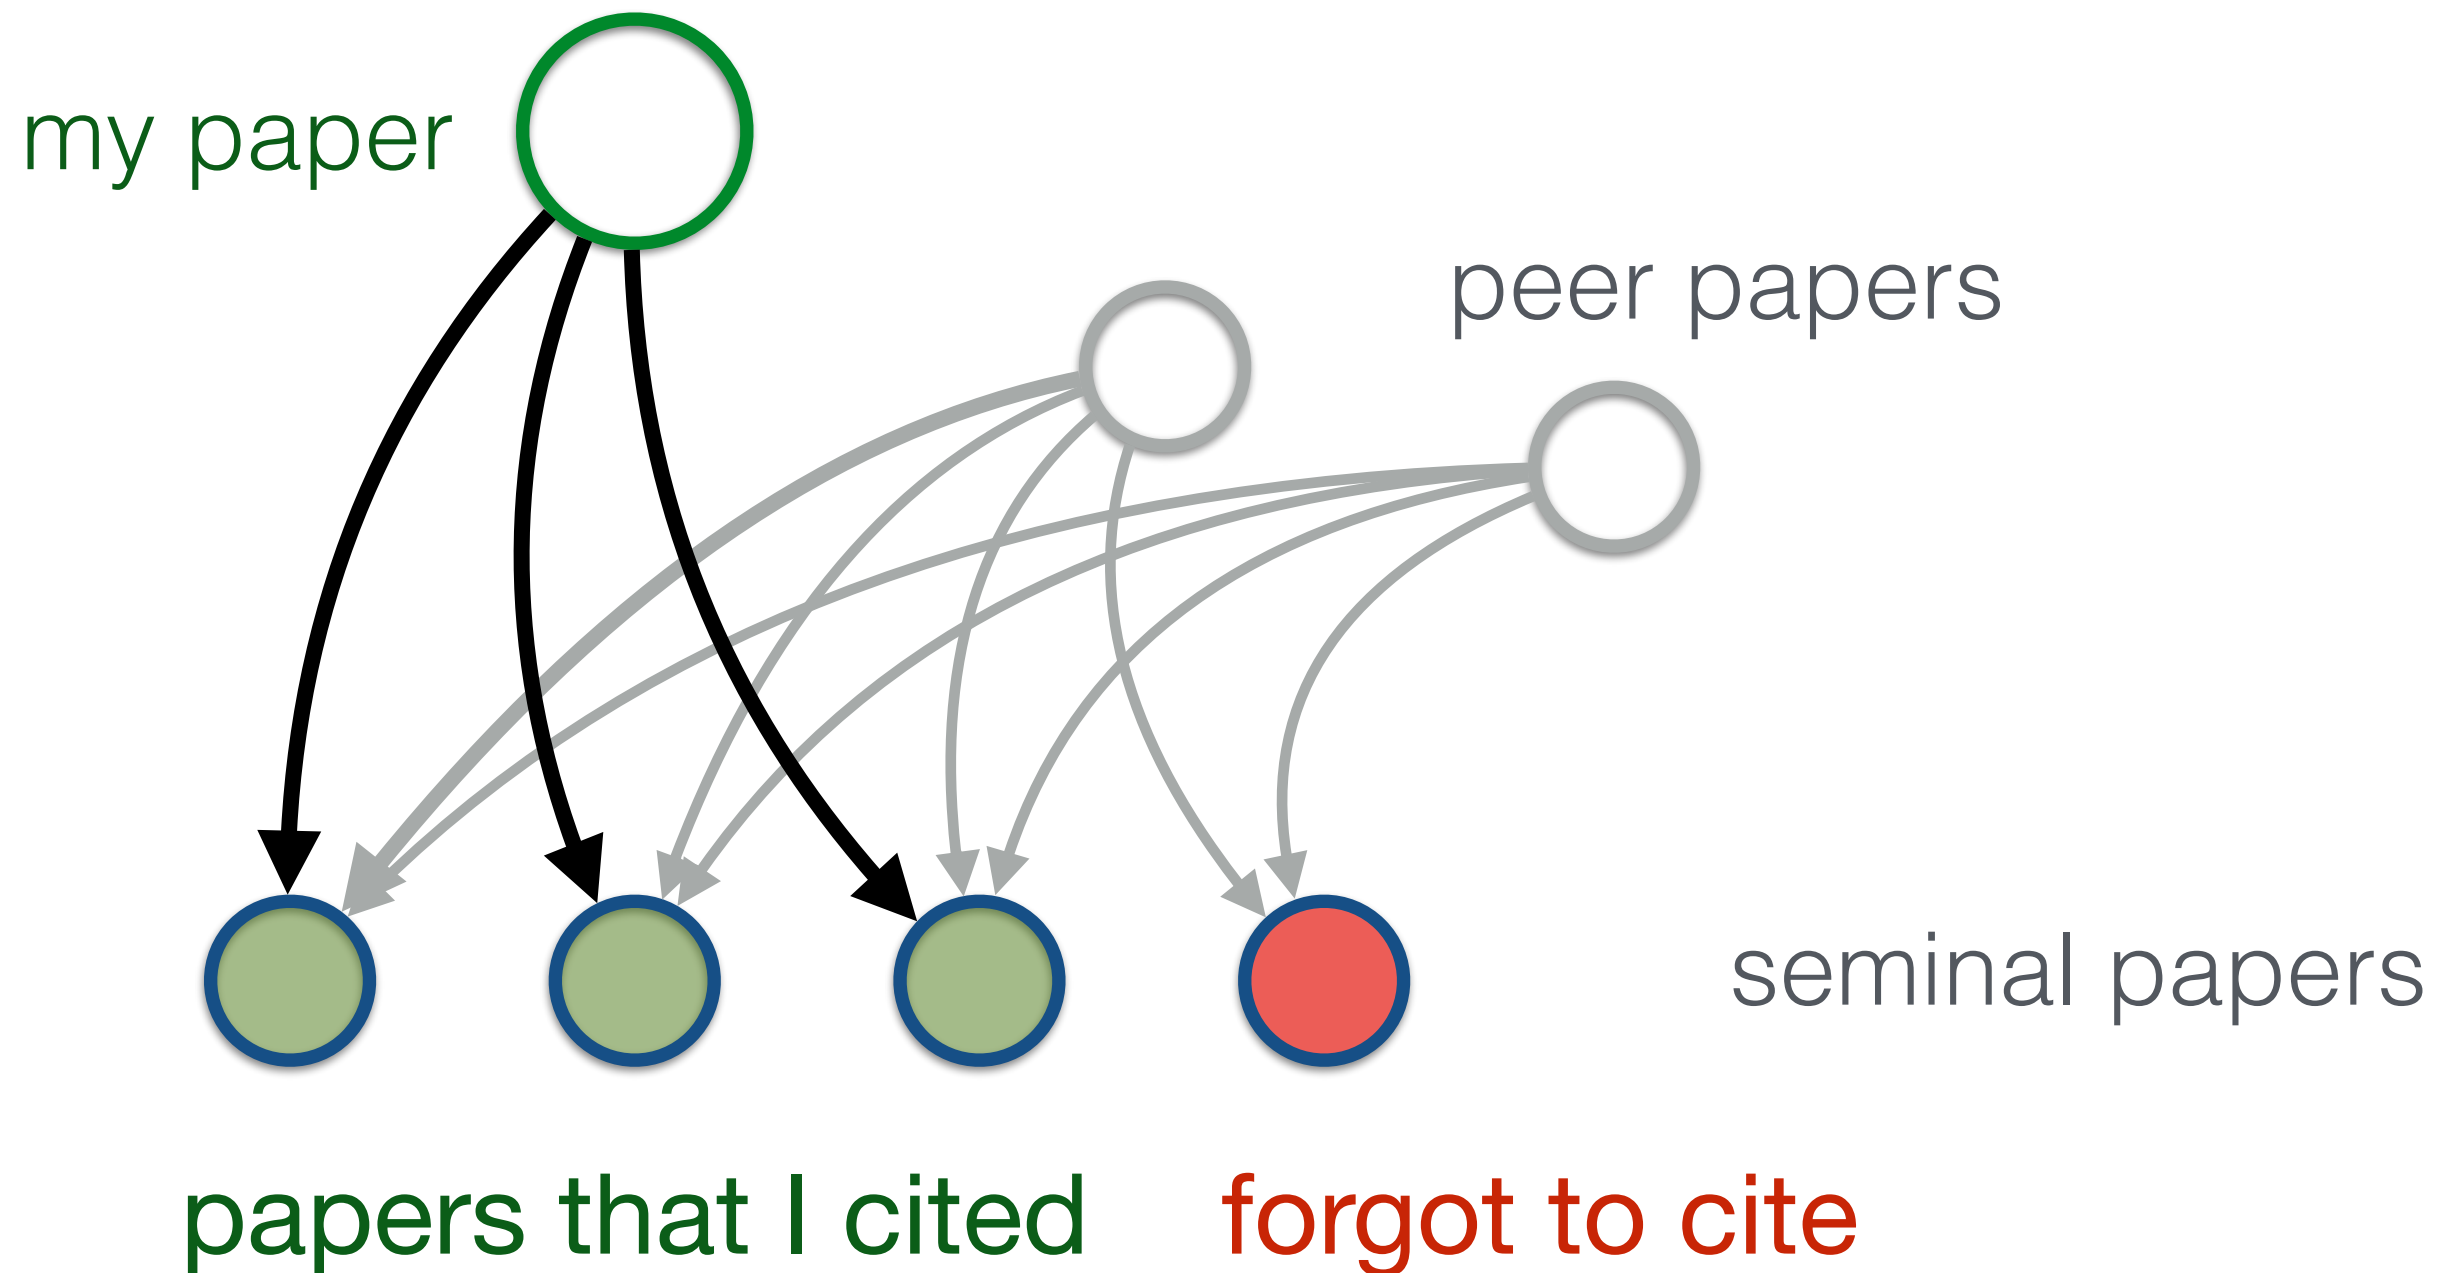 my paper
peer papers
seminal papers
papers that I cited
forgot to cite